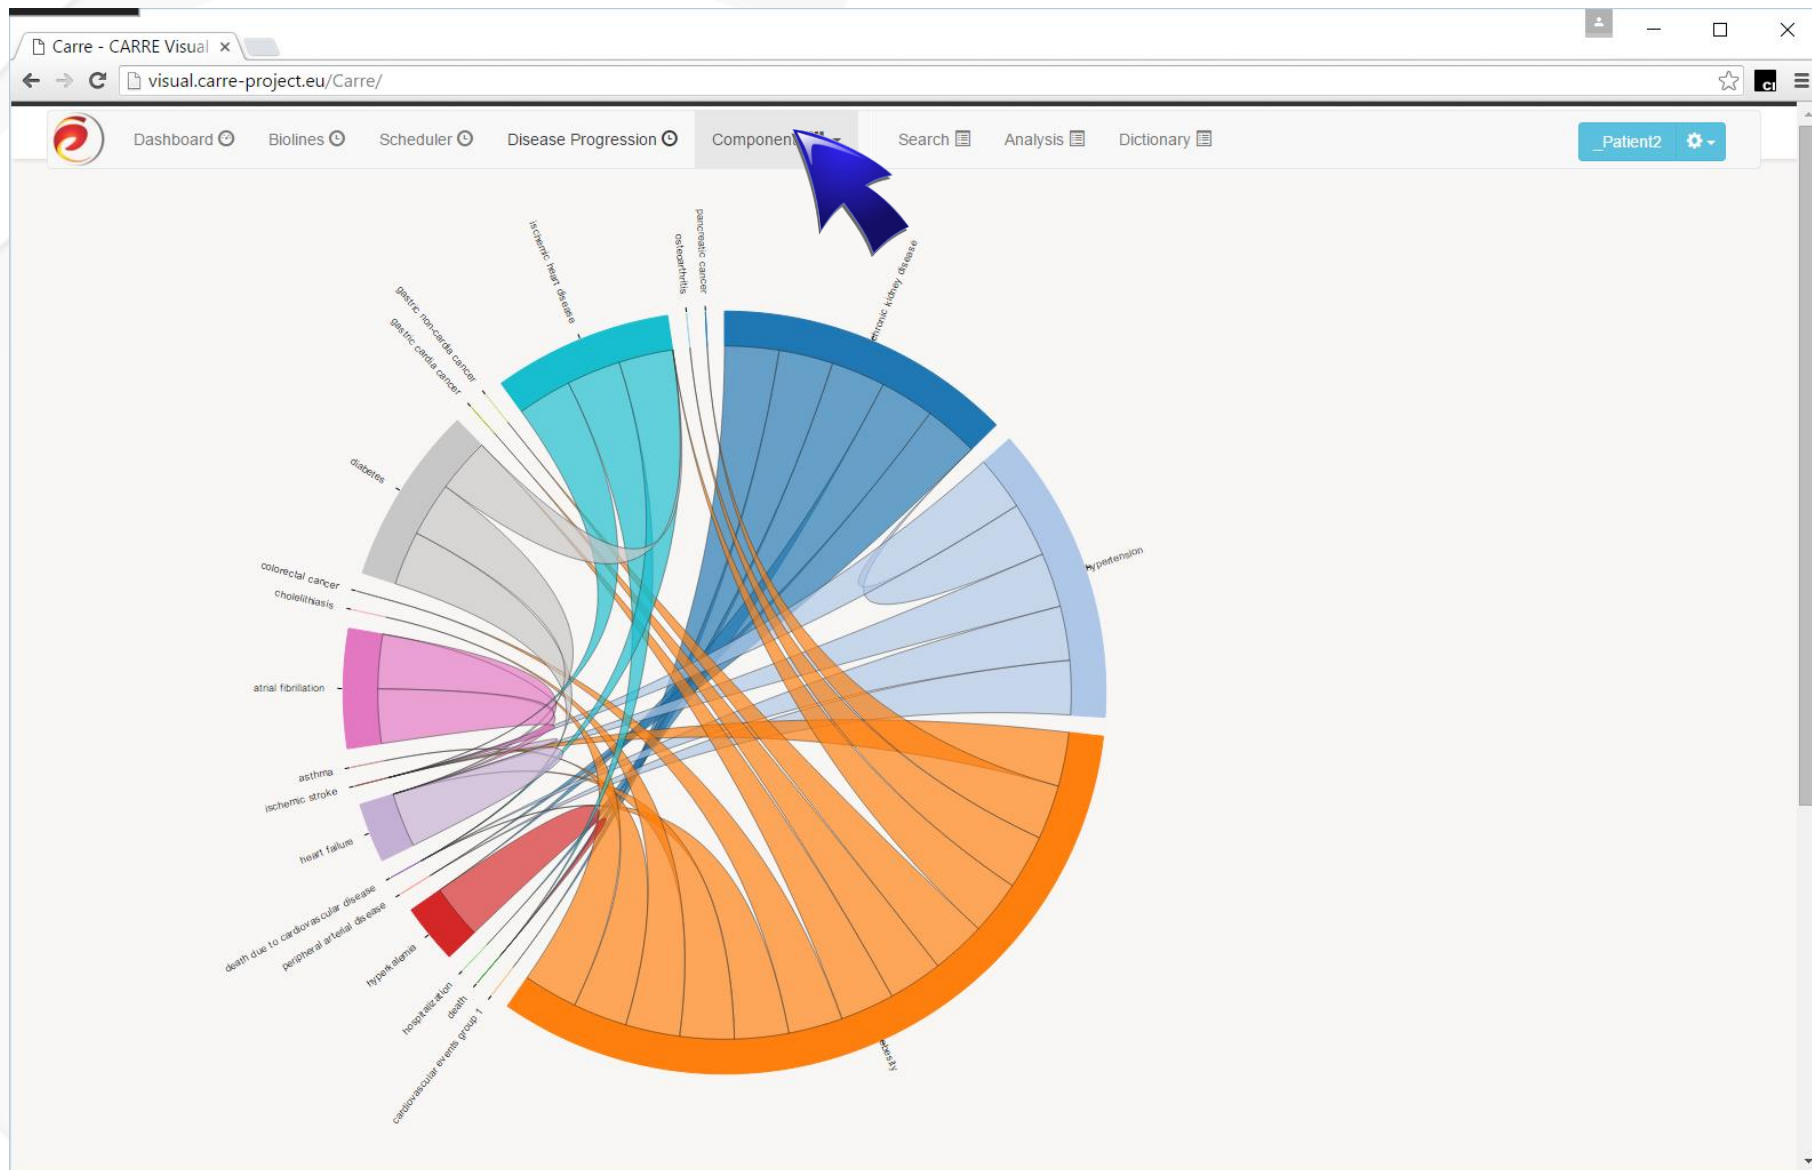 Carre - CARRE Visual
visual.carre-project.eu/Carre/
Dashboard
Biolines
Scheduler
Disease Progression
Search
Analysis
Dictionary
_Patient2
pancreatic cancer
osteoarthritis
ischemic heart disease
chronic kidney disease
gastric non-cardia cancer
gastric cardia cancer
diabetes
hypertension
colorectal cancer
cholelithiasis
atrial fibrillation
asthma
ischemic stroke
heart failure
death due to cardiovascular disease
peripheral arterial disease
hyperkalemia
hospitalization
death
cardiovascular events group 1
obesity